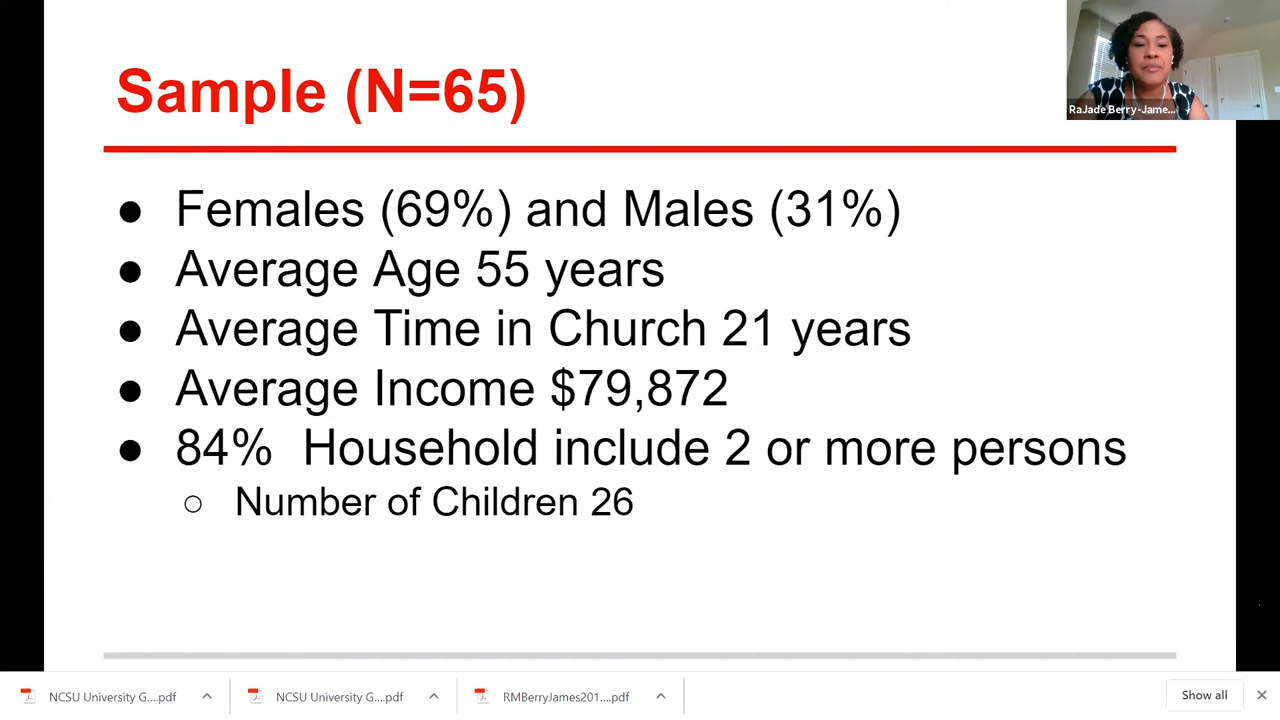 Sample (N=65)
RaJade Berry-Jame...
● Females (69%) and Males (31%)
● Average Age 55 years
● Average Time in Church 21 years
● Average Income $79,872
● 84% Household include 2 or more persons
○ Number of Children 26
NCSU University G....pdf
NCSU University G....pdf
RMBerryJames201....pdf
Show all